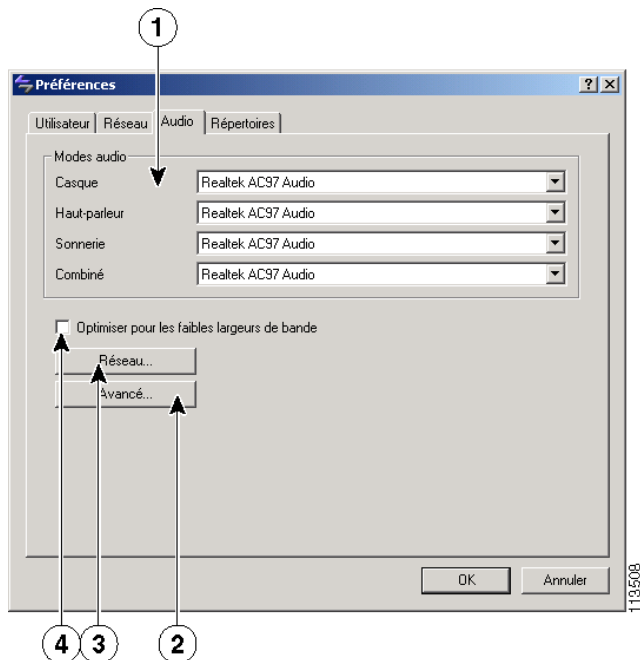 1
Préférences
Utilisateur Réseau Audio Répertoires
Modes audio
Casque Realtek AC97 Audio
Haut-parleur Realtek AC97 Audio
Sonnerie Realtek AC97 Audio
Combiné Realtek AC97 Audio
Optimiser pour les faibles largeurs de bande
Réseau...
Avancé...
OK Annuler
113508
4 3 2